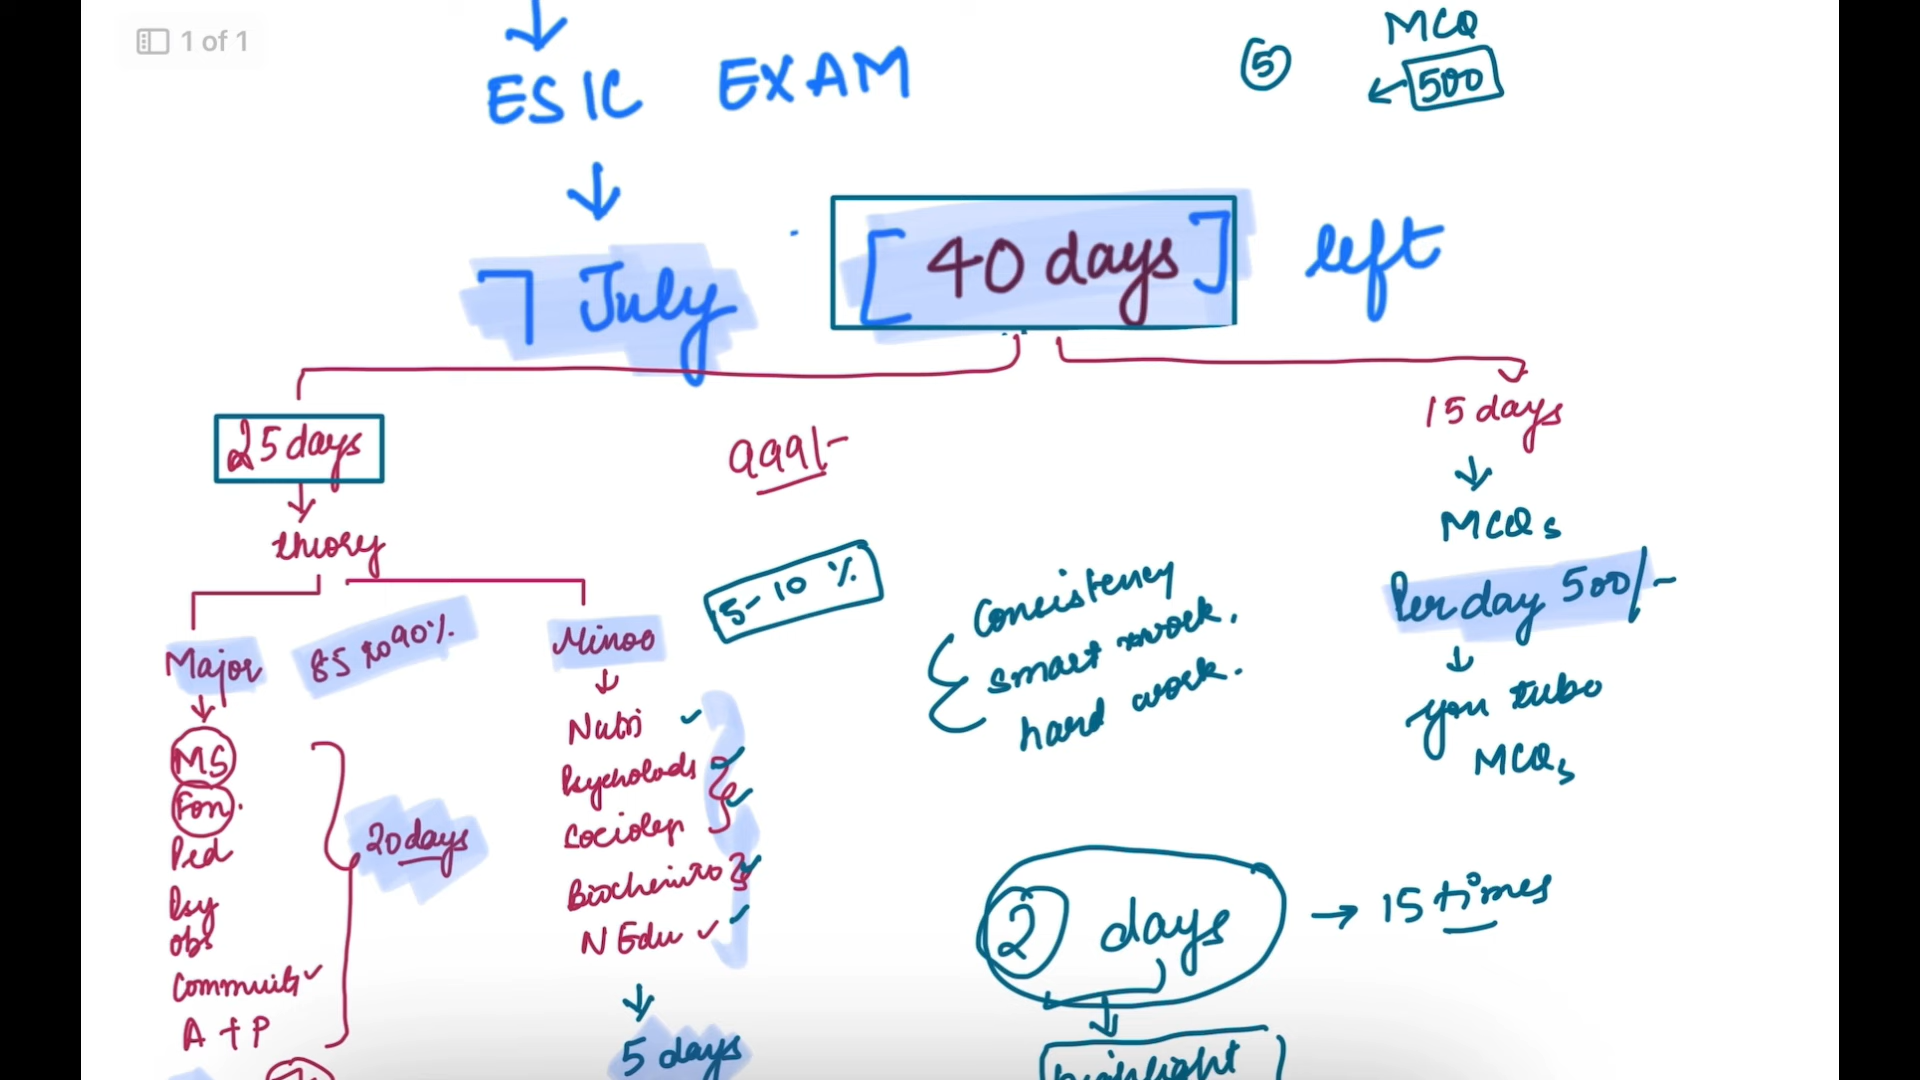 1 of 1
MCQ
5
500
ESIC EXAM
7 July
[ 40 days ] left
25 days
999/-
15 days
theory
MCQs
Per day 500/-
5-10 %
Major
85 to 90%
Minor
Consistency
smart work.
hard work.
you tube
MCQs
MS
Fon.
Ped
Psy
obs
Community
A + P
20 days
Nutri
Sociology
N Edu
5 days
2 days → 15 times
highlight